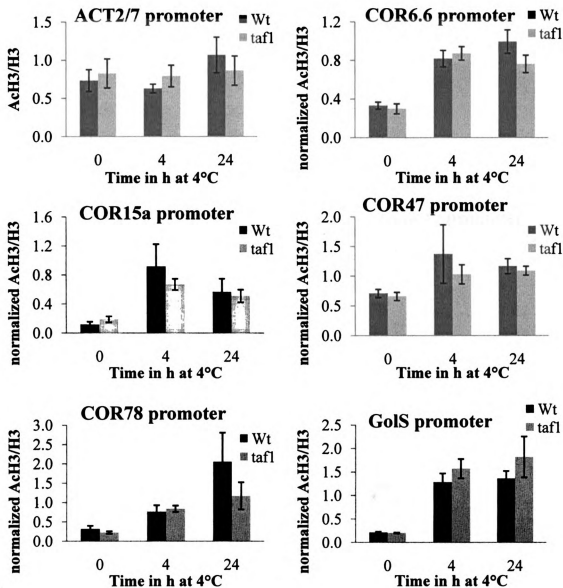 ACT2/7 promoter
Wt
taf1
AcH3/H3
1.5
1.0
0.5
0.0
0 4 24
Time in h at 4°C
COR6.6 promoter
Wt
taf1
normalized AcH3/H3
1.2
0.8
0.4
0
0 4 24
Time in h at 4°C
COR15a promoter
Wt
taf1
normalized AcH3/H3
1.6
1.2
0.8
0.4
0.0
0 4 24
Time in h at 4°C
COR47 promoter
Wt
taf1
normalized AcH3/H3
2.0
1.5
1.0
0.5
0.0
0 4 24
Time in h at 4°C
COR78 promoter
Wt
taf1
normalized AcH3/H3
3.0
2.5
2.0
1.5
1.0
0.5
0.0
0 4 24
Time in h at 4°C
GolS promoter
Wt
taf1
normalized AcH3/H3
2.5
2.0
1.5
1.0
0.5
0.0
0 4 24
Time in h at 4°C